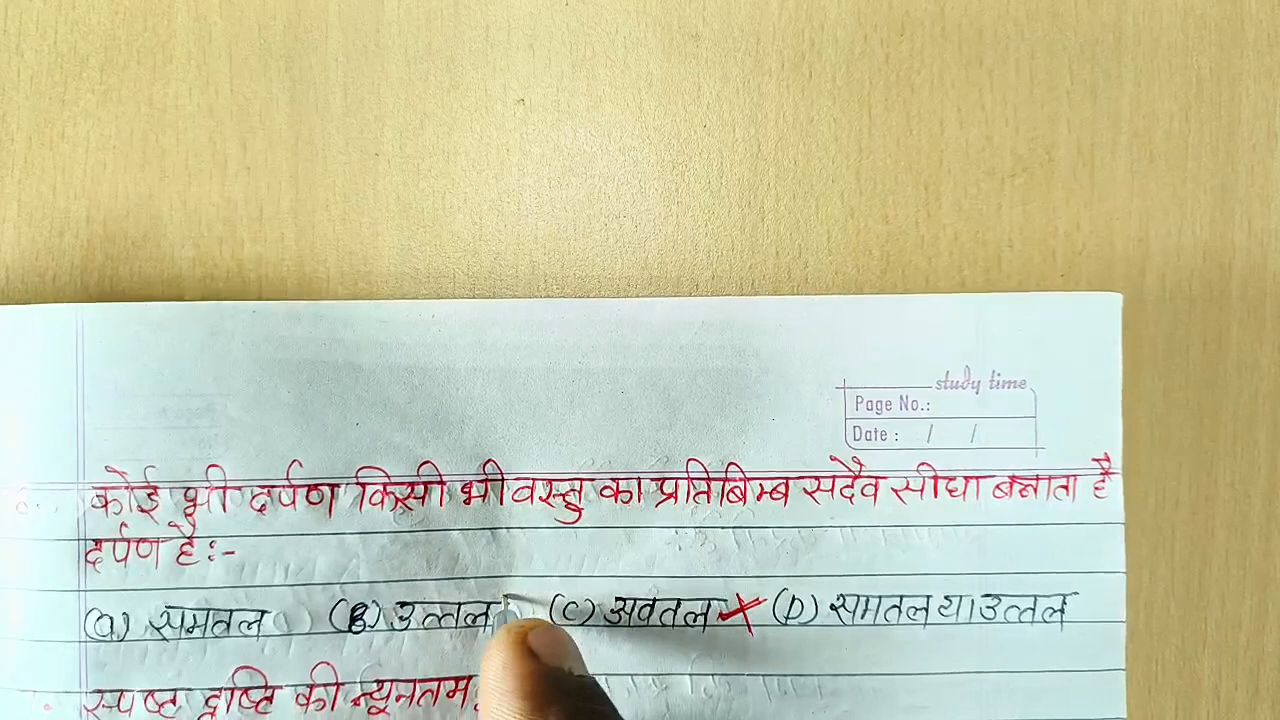 study time
Page No.:
Date : / /
कोई भी दर्पण किसी भी वस्तु का प्रतिबिम्ब सदैव सीधा बनाता है
दर्पण है:-
(a) समतल (B) उत्तल (C) अवतल (D) समतल या उत्तल
स्पष्ट दृष्टि की न्यूनतम